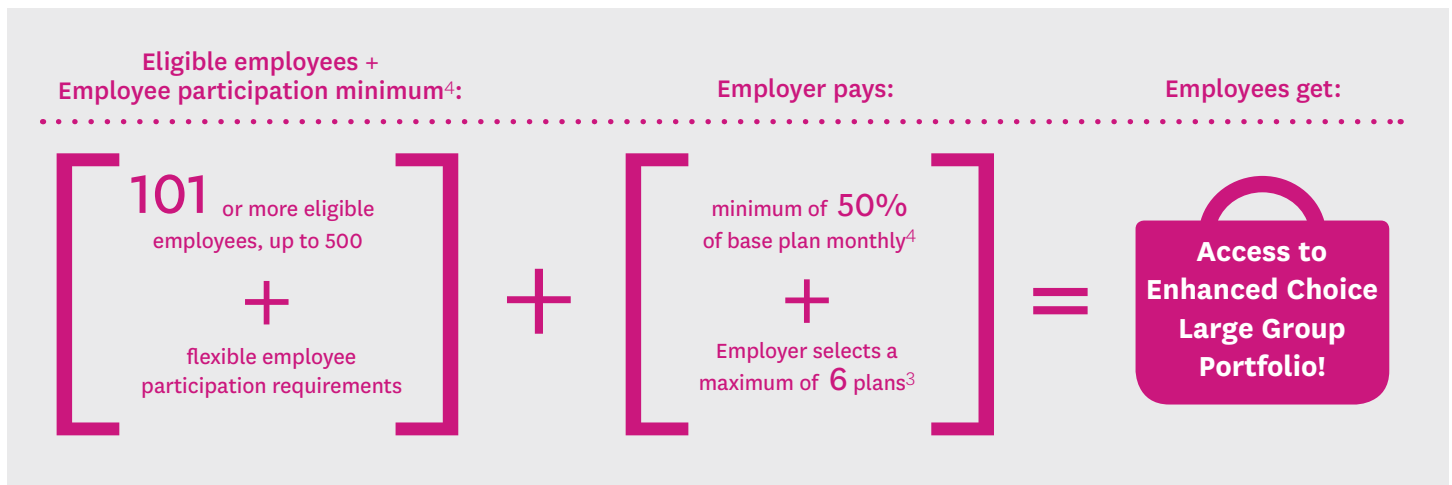 Eligible employees +
Employee participation minimum4:
Employer pays:
Employees get:
101 or more eligible
employees, up to 500
+
flexible employee
participation requirements
+
minimum of 50%
of base plan monthly4
+
Employer selects a
maximum of 6 plans3
=
Access to
Enhanced Choice
Large Group
Portfolio!